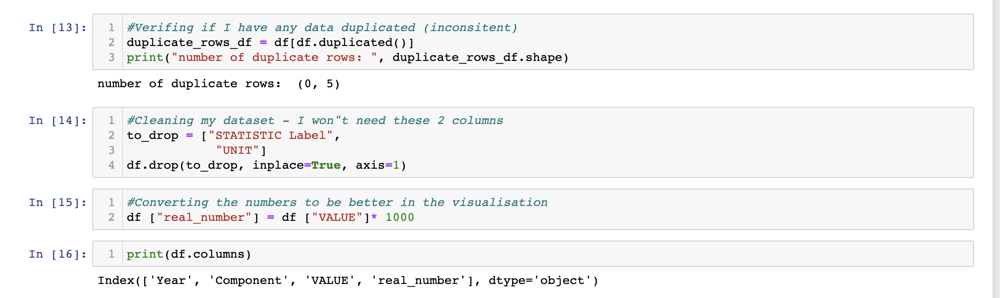 In [13]:
1 #Verifing if I have any data duplicated (inconsitent)
2 duplicate_rows_df = df[df.duplicated()]
3 print("number of duplicate rows: ", duplicate_rows_df.shape)
number of duplicate rows:  (0, 5)
In [14]:
1 #Cleaning my dataset – I won"t need these 2 columns
2 to_drop = ["STATISTIC Label",
3             "UNIT"]
4 df.drop(to_drop, inplace=True, axis=1)
In [15]:
1 #Converting the numbers to be better in the visualisation
2 df ["real_number"] = df ["VALUE"]* 1000
In [16]:
1 print(df.columns)
Index(['Year', 'Component', 'VALUE', 'real_number'], dtype='object')